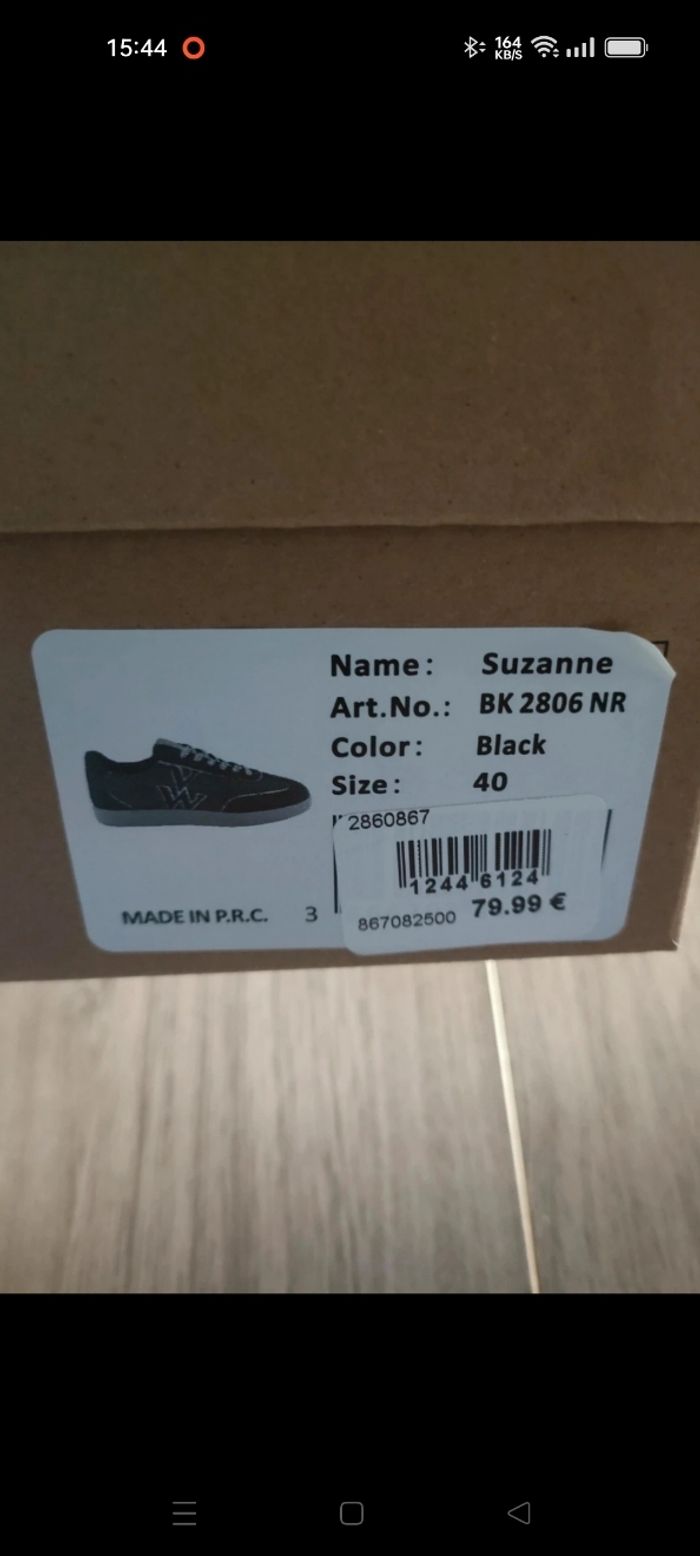 15:44
164
KB/S
Name: Suzanne
Art.No.: BK 2806 NR
Color: Black
Size: 40
2860867
1244 6124
867082500 79.99 €
MADE IN P.R.C. 3